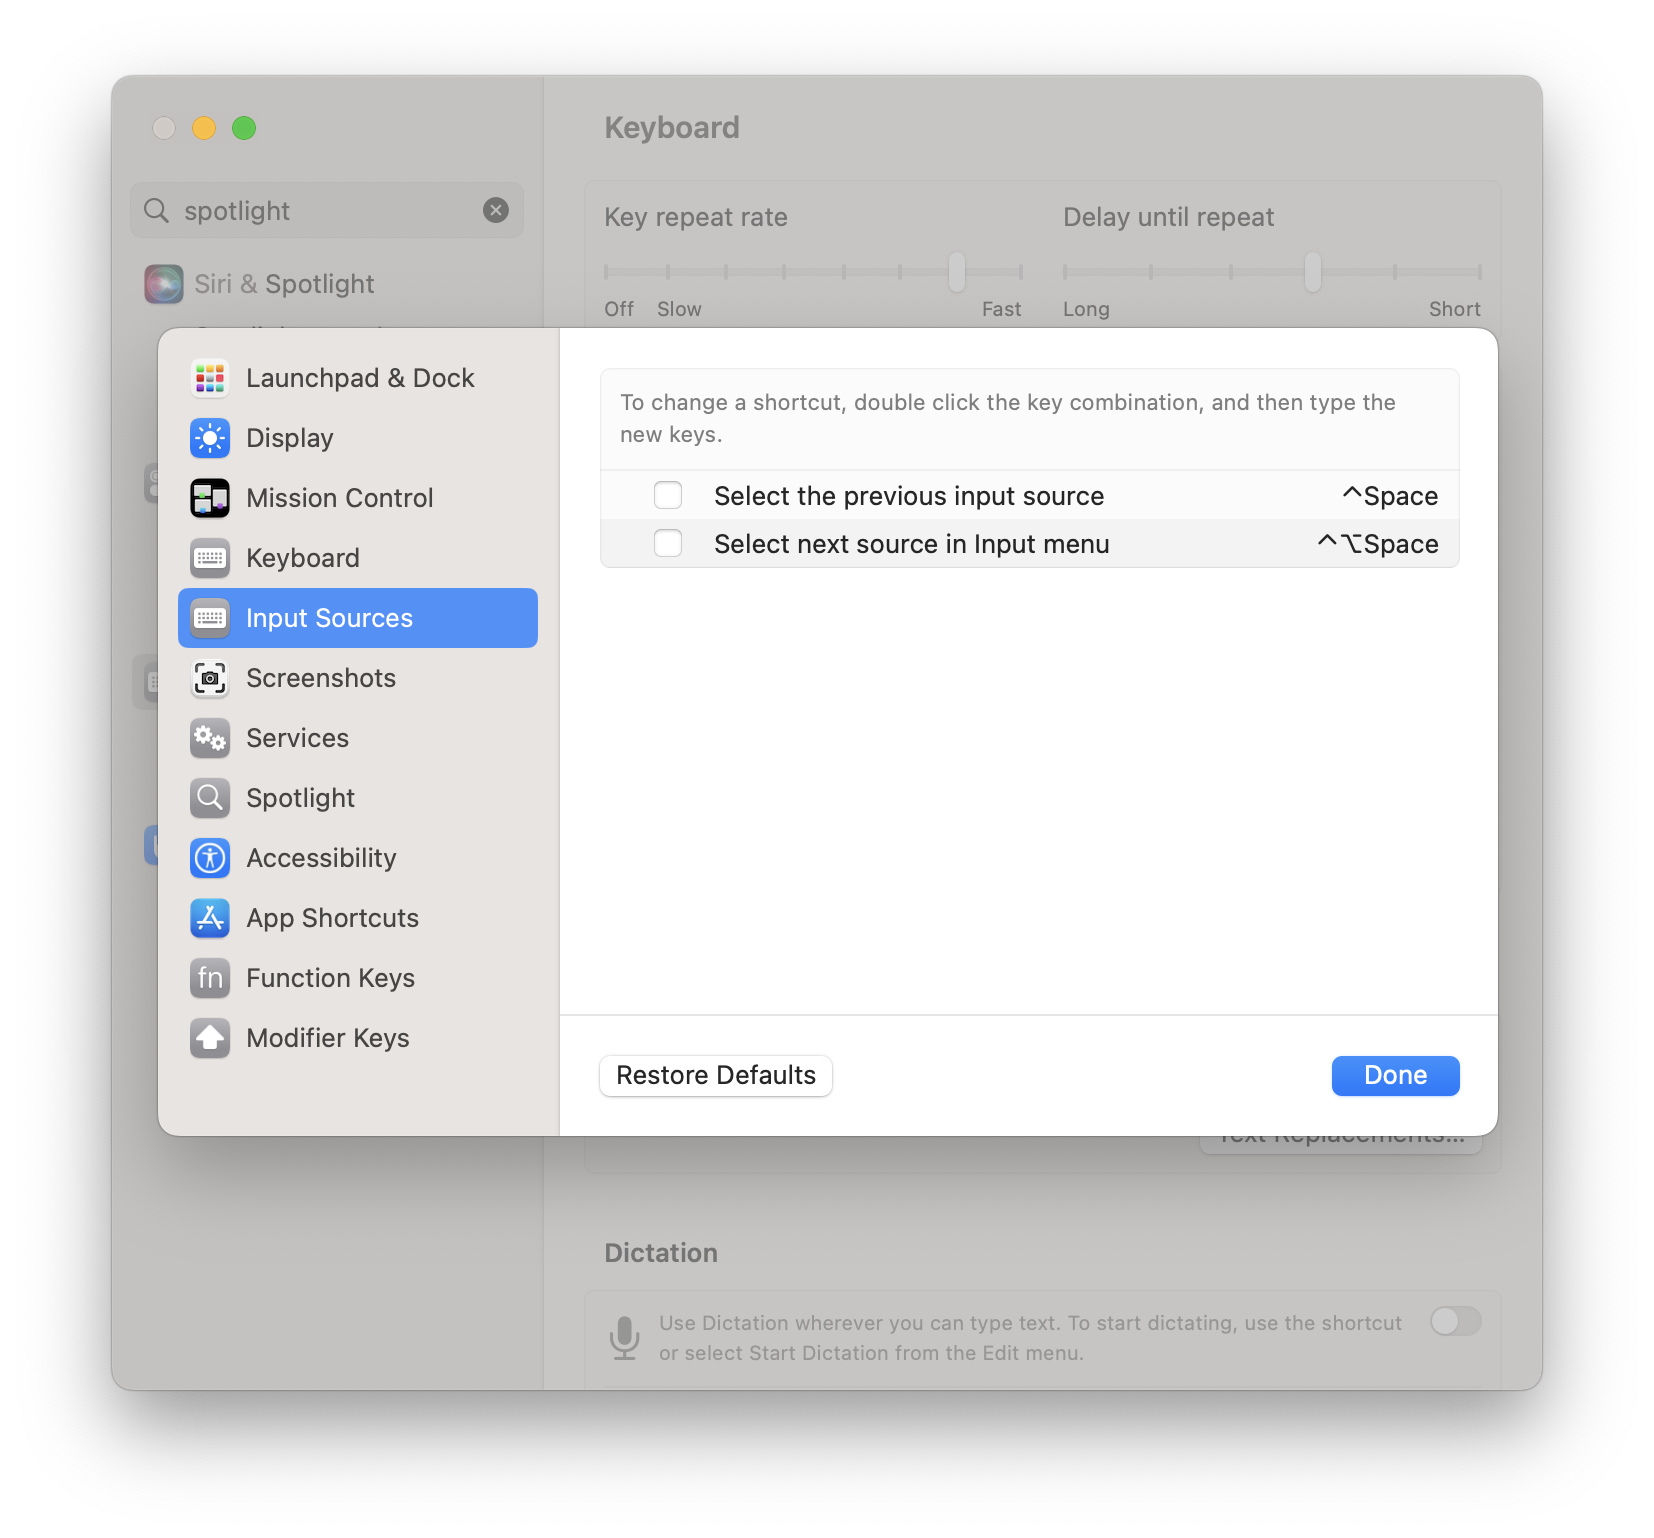 Keyboard
spotlight
Key repeat rate
Delay until repeat
Siri & Spotlight
Off
Slow
Fast
Long
Short
Launchpad & Dock
Display
Mission Control
Keyboard
Input Sources
Screenshots
Services
Spotlight
Accessibility
App Shortcuts
fn Function Keys
Modifier Keys
To change a shortcut, double click the key combination, and then type the
new keys.
Select the previous input source ^Space
Select next source in Input menu ^⌥Space
Restore Defaults
Done
Text Replacements...
Dictation
Use Dictation wherever you can type text. To start dictating, use the shortcut
or select Start Dictation from the Edit menu.